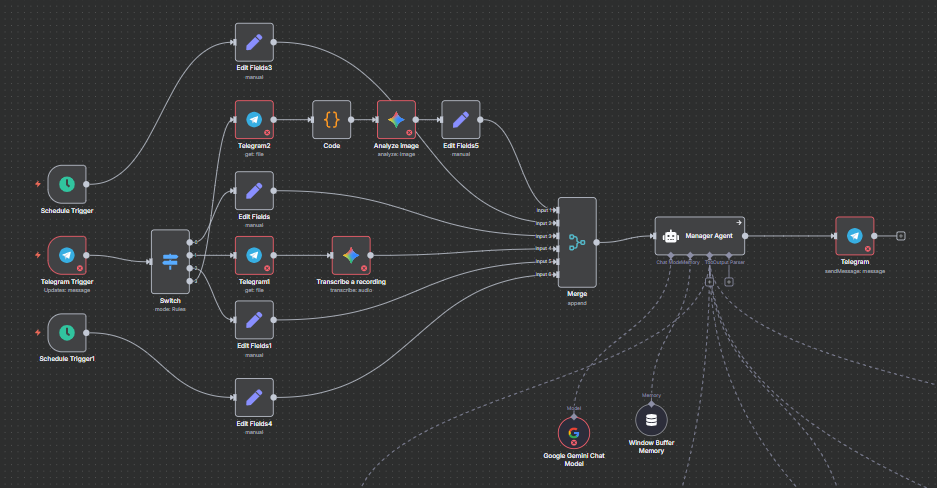 Edit Fields3
manual
Telegram2
get: file
Code
Analyze Image
analyze: image
Edit Fields5
manual
Schedule Trigger
Edit Fields
manual
Input 1
Input 2
Input 3
Input 4
Input 5
Input 6
Merge
append
Manager Agent
Chat Model
Memory
Output Parser
Telegram
sendMessage: message
Telegram Trigger
Updates: message
Switch
mode: Rules
Telegram1
get: file
Transcribe a recording
transcribe: audio
Edit Fields1
manual
Schedule Trigger1
Edit Fields4
manual
Model
Google Gemini Chat
Model
Memory
Window Buffer
Memory